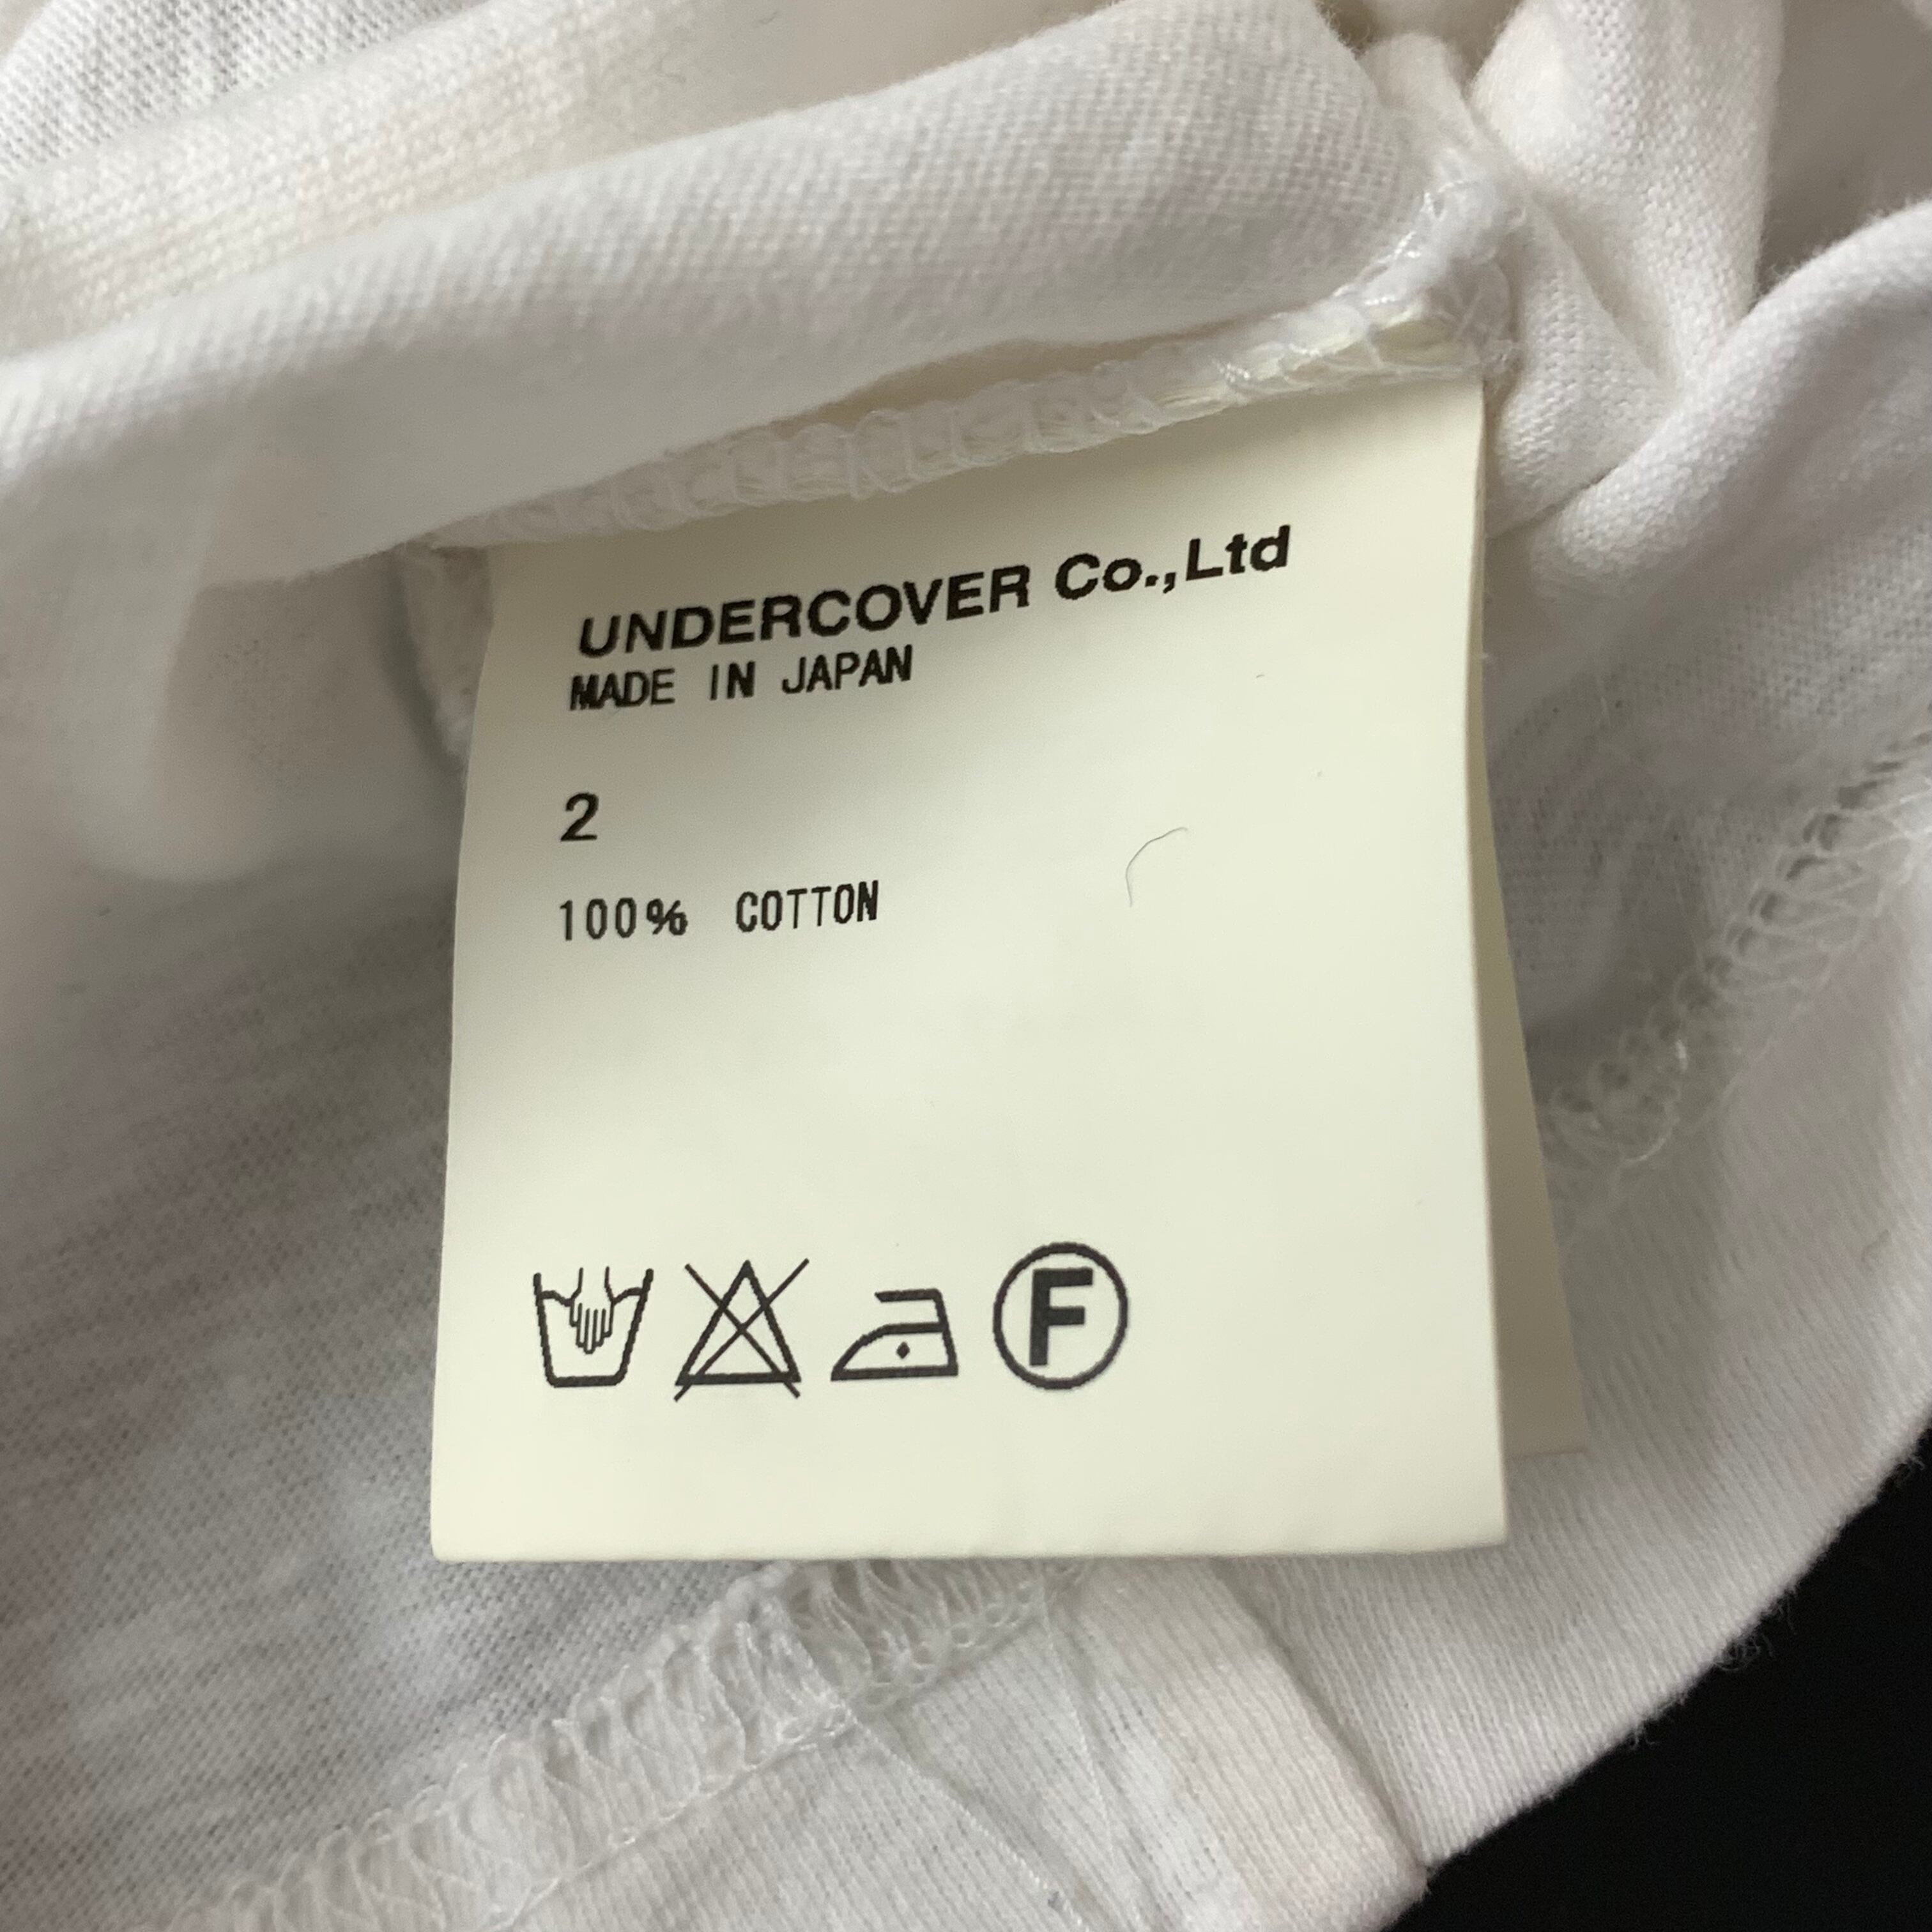 UNDERCOVER Co.,Ltd
MADE IN JAPAN
2
100% COTTON
F